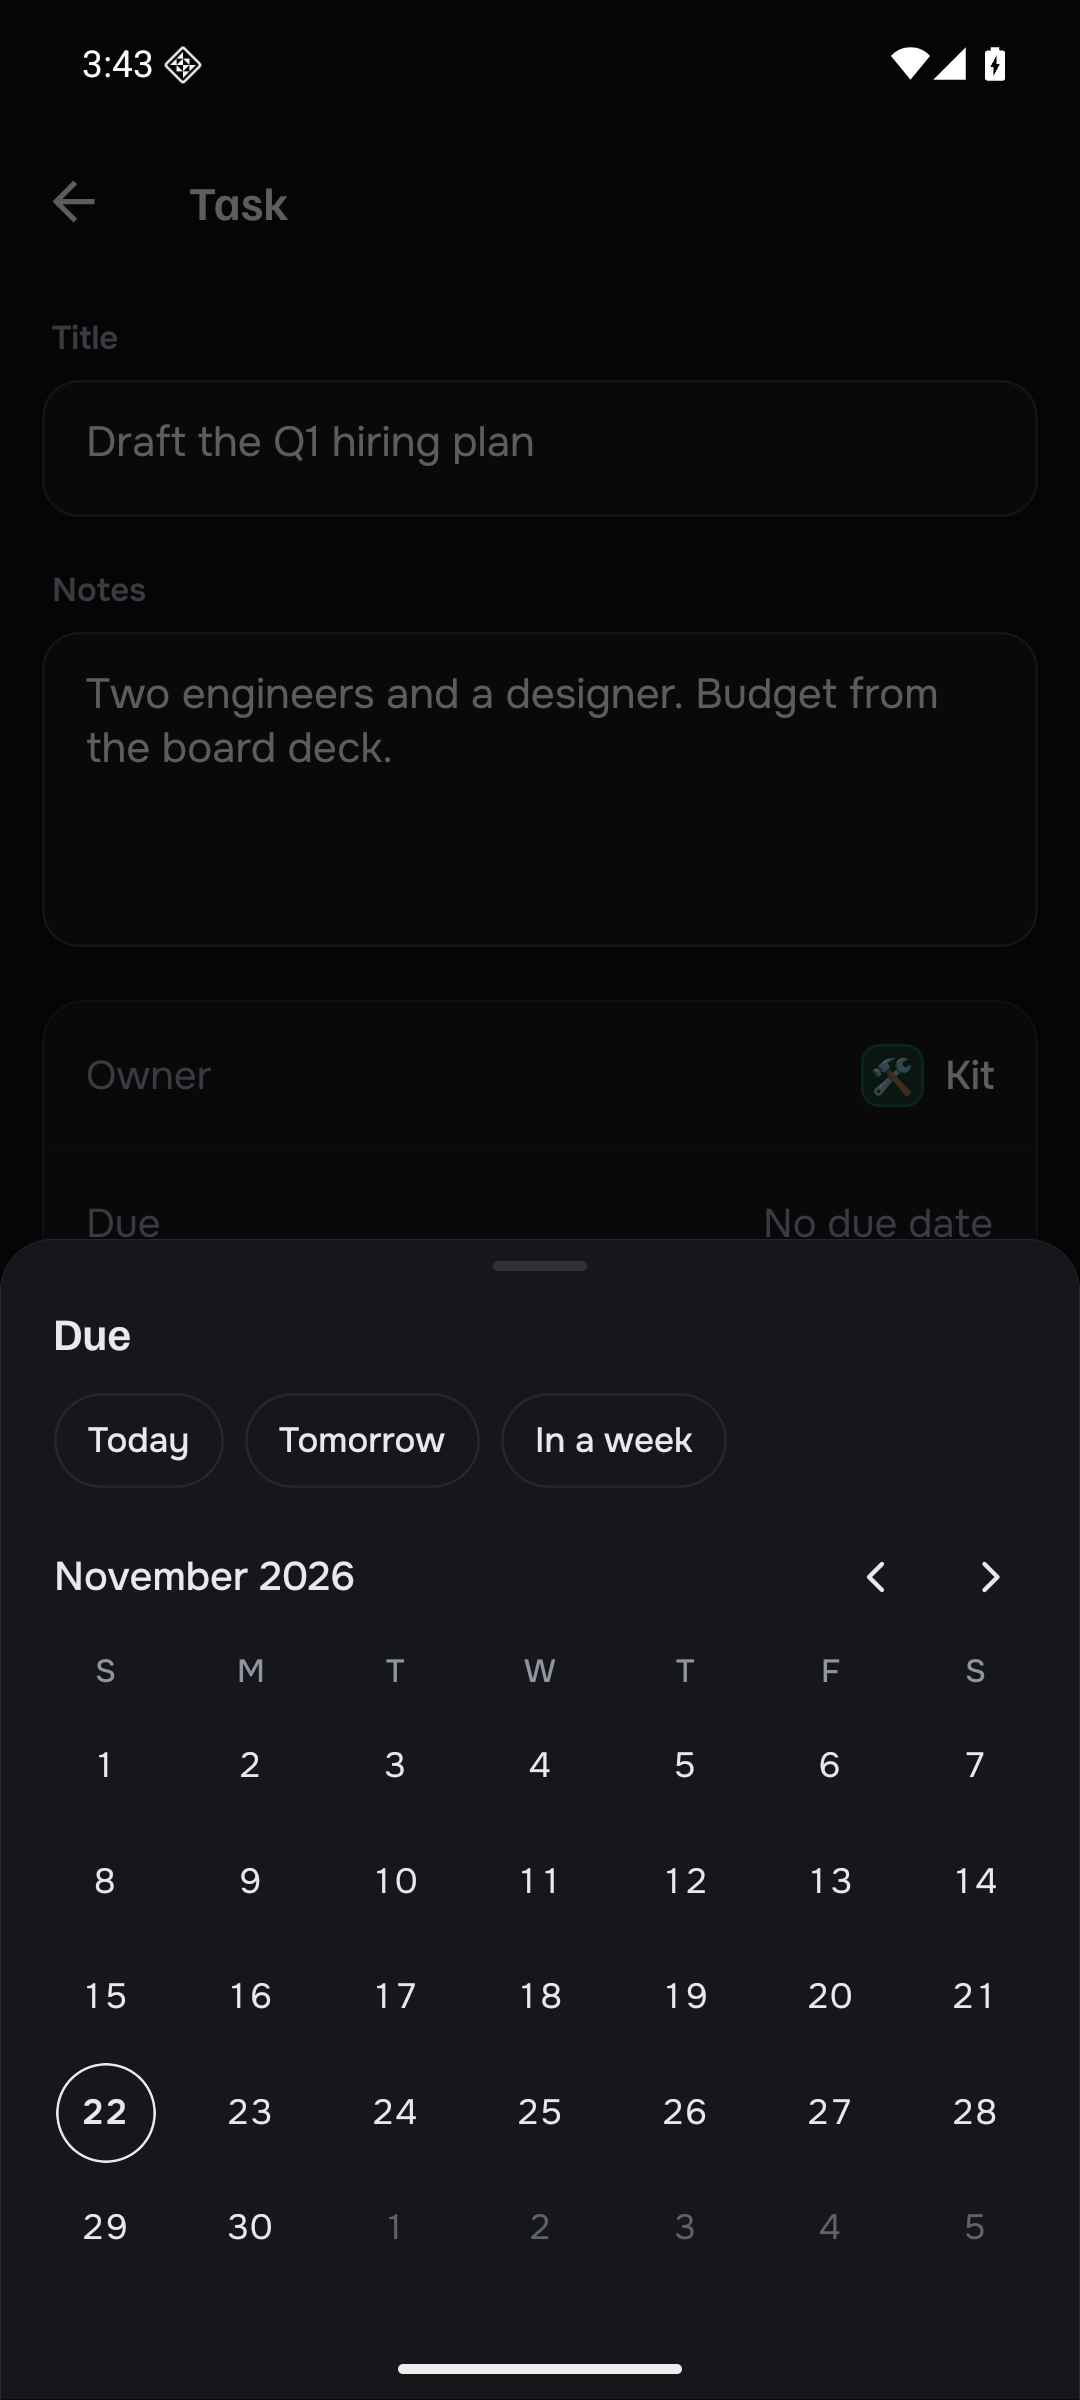 3:43
Task
Title
Draft the Q1 hiring plan
Notes
Two engineers and a designer. Budget from
the board deck.
Owner Kit
Due No due date
Due
Today Tomorrow In a week
November 2026
S M T W T F S
1 2 3 4 5 6 7
8 9 10 11 12 13 14
15 16 17 18 19 20 21
22 23 24 25 26 27 28
29 30 1 2 3 4 5